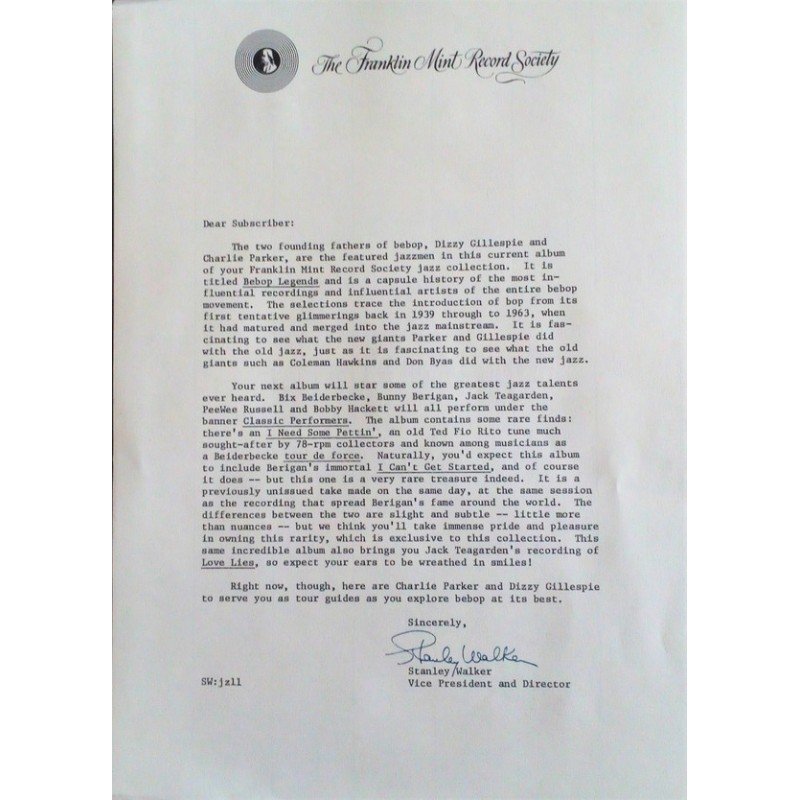 The Franklin Mint Record Society
Dear Subscriber:
The two founding fathers of bebop, Dizzy Gillespie and
Charlie Parker, are the featured jazzmen in this current album
of your Franklin Mint Record Society jazz collection. It is
titled Bebop Legends and is a capsule history of the most in-
fluential recordings and influential artists of the entire bebop
movement. The selections trace the introduction of bop from its
first tentative glimmerings back in 1939 through to 1963, when
it had matured and merged into the jazz mainstream. It is fas-
cinating to see what the new giants Parker and Gillespie did
with the old jazz, just as it is fascinating to see what the old
giants such as Coleman Hawkins and Don Byas did with the new jazz.
Your next album will star some of the greatest jazz talents
ever heard. Bix Beiderbecke, Bunny Berigan, Jack Teagarden,
PeeWee Russell and Bobby Hackett will all perform under the
banner Classic Performers. The album contains some rare finds:
there's an I Need Some Pettin', an old Ted Fio Rito tune much
sought-after by 78-rpm collectors and known among musicians as
a Beiderbecke tour de force. Naturally, you'd expect this album
to include Berigan's immortal I Can't Get Started, and of course
it does -- but this one is a very rare treasure indeed. It is a
previously unissued take made on the same day, at the same session
as the recording that spread Berigan's fame around the world. The
differences between the two are slight and subtle -- little more
than nuances -- but we think you'll take immense pride and pleasure
in owning this rarity, which is exclusive to this collection. This
same incredible album also brings you Jack Teagarden's recording of
Love Lies, so expect your ears to be wreathed in smiles!
Right now, though, here are Charlie Parker and Dizzy Gillespie
to serve you as tour guides as you explore bebop at its best.
Sincerely,
Stanley Walker
Stanley Walker
SW:jz11 Vice President and Director